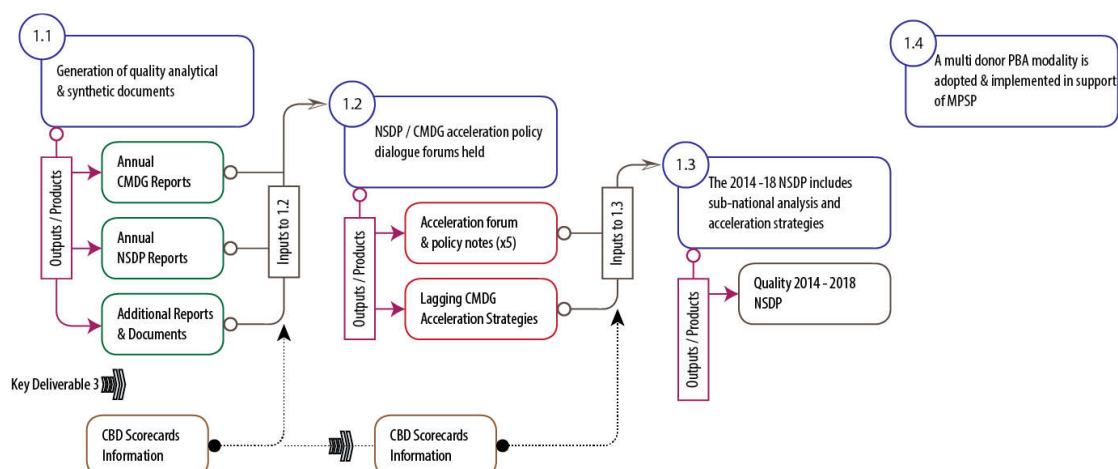 1.1
Generation of quality analytical
& synthetic documents
Outputs / Products
Annual
CMDG Reports
Annual
NSDP Reports
Additional Reports
& Documents
Inputs to 1.2
1.2
NSDP / CMDG acceleration policy
dialogue forums held
Outputs / Products
Acceleration forum
& policy notes (x5)
Lagging CMDG
Acceleration Strategies
Inputs to 1.3
1.3
The 2014 -18 NSDP includes
sub-national analysis and
acceleration strategies
Outputs / Products
Quality 2014 - 2018
NSDP
1.4
A multi donor PBA modality is
adopted & implemented in support
of MPSP
Key Deliverable 3
CBD Scorecards
Information
CBD Scorecards
Information